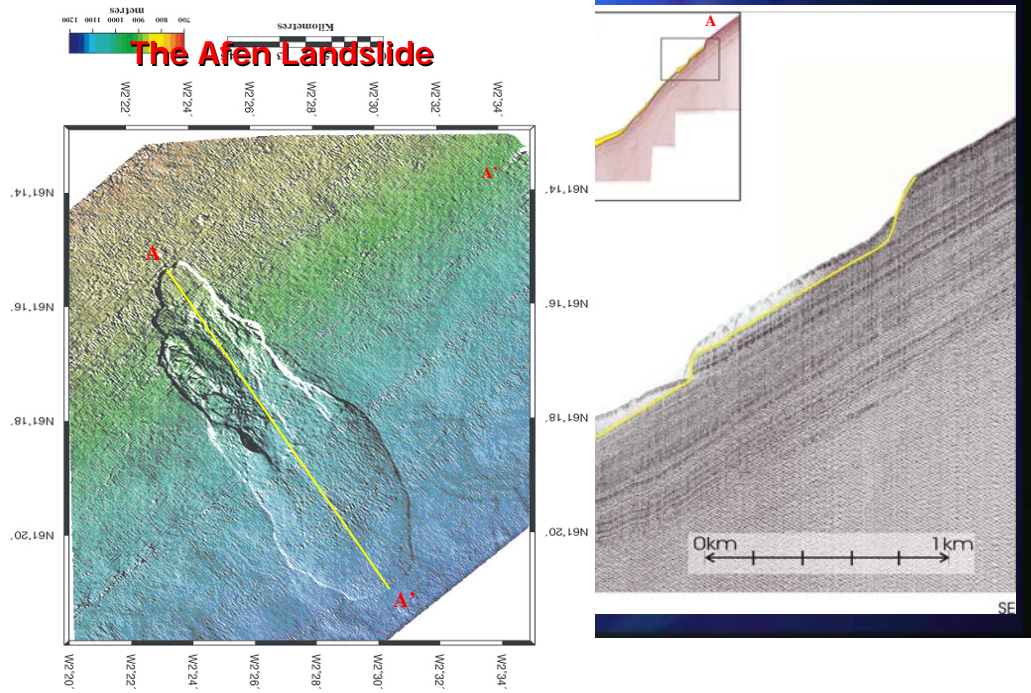 metres
1200 1100 1000 900 800 700
Kilometres
The Afen Landslide
W2°22' W2°24' W2°26' W2°28' W2°30' W2°34'
A
A'
N61°14' N61°14'
A
N61°16' N61°16'
N61°18' N61°18'
N61°20' N61°20'
0km 1km
A'
SE
W2°20' W2°22' W2°24' W2°26' W2°28' W2°30' W2°32' W2°34'